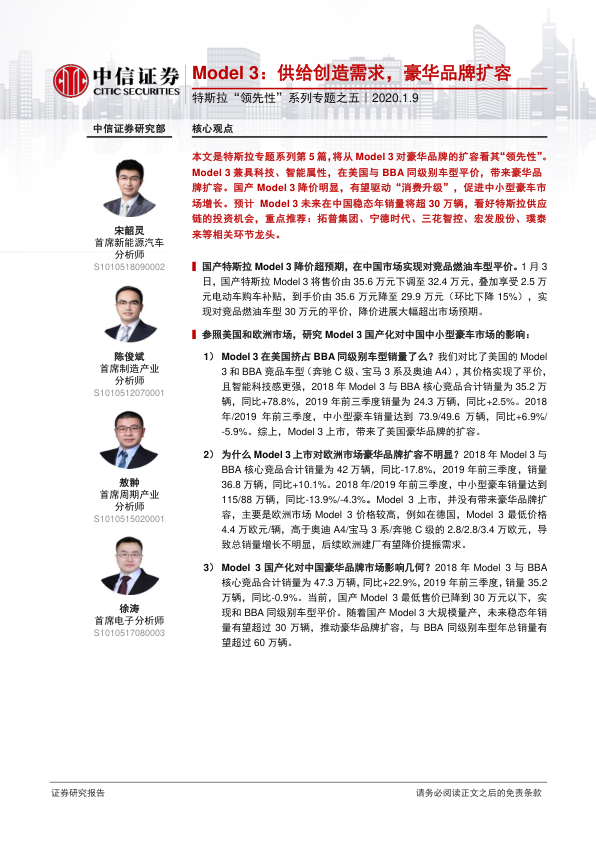 中信证券
CITIC SECURITIES
Model 3：供给创造需求，豪华品牌扩容
特斯拉“领先性”系列专题之五｜2020.1.9
中信证券研究部
宋韶灵
首席新能源汽车
分析师
S1010518090002
陈俊斌
首席制造产业
分析师
S1010512070001
敖翀
首席周期产业
分析师
S1010515020001
徐涛
首席电子分析师
S1010517080003
核心观点
本文是特斯拉专题系列第 5 篇，将从 Model 3 对豪华品牌的扩容看其“领先性”。
Model 3 兼具科技、智能属性，在美国与 BBA 同级别车型平价，带来豪华品
牌扩容。国产 Model 3 降价明显，有望驱动“消费升级”，促进中小型豪车市
场增长。预计 Model 3 未来在中国稳态年销量将超 30 万辆，看好特斯拉供应
链的投资机会，重点推荐：拓普集团、宁德时代、三花智控、宏发股份、璞泰
来等相关环节龙头。
国产特斯拉 Model 3 降价超预期，在中国市场实现对竞品燃油车型平价。1 月 3
日，国产特斯拉 Model 3 将售价由 35.6 万元下调至 32.4 万元，叠加享受 2.5 万
元电动车购车补贴，到手价由 35.6 万元降至 29.9 万元（环比下降 15%），实
现对竞品燃油车型 30 万元的平价，降价进展大幅超出市场预期。
参照美国和欧洲市场，研究 Model 3 国产化对中国中小型豪车市场的影响：
1） Model 3 在美国挤占 BBA 同级别车型销量了么？我们对比了美国的 Model
3 和 BBA 竞品车型（奔驰 C 级、宝马 3 系及奥迪 A4），其价格实现了平价，
且智能科技感更强，2018 年 Model 3 与 BBA 核心竞品合计销量为 35.2 万
辆，同比+78.8%，2019 年前三季度销量为 24.3 万辆，同比+2.5%。2018
年/2019 年前三季度，中小型豪车销量达到 73.9/49.6 万辆，同比+6.9%/
-5.9%。综上，Model 3 上市，带来了美国豪华品牌的扩容。
2） 为什么 Model 3 上市对欧洲市场豪华品牌扩容不明显？2018 年 Model 3 与
BBA 核心竞品合计销量为 42 万辆，同比-17.8%，2019 年前三季度，销量
36.8 万辆，同比+10.1%。2018 年/2019 年前三季度，中小型豪车销量达到
115/88 万辆，同比-13.9%/-4.3%。Model 3 上市，并没有带来豪华品牌扩
容，主要是欧洲市场 Model 3 价格较高，例如在德国，Model 3 最低价格
4.4 万欧元/辆，高于奥迪 A4/宝马 3 系/奔驰 C 级的 2.8/2.8/3.4 万欧元，导
致总销量增长不明显，后续欧洲建厂有望降价提振需求。
3） Model 3 国产化对中国豪华品牌市场影响几何？2018 年 Model 3 与 BBA
核心竞品合计销量为 47.3 万辆，同比+22.9%，2019 年前三季度，销量 35.2
万辆，同比-0.9%。当前，国产 Model 3 最低售价已降到 30 万元以下，实
现和 BBA 同级别车型平价。随着国产 Model 3 大规模量产，未来稳态年销
量有望超过 30 万辆，推动豪华品牌扩容，与 BBA 同级别车型年总销量有
望超过 60 万辆。
证券研究报告
请务必阅读正文之后的免责条款